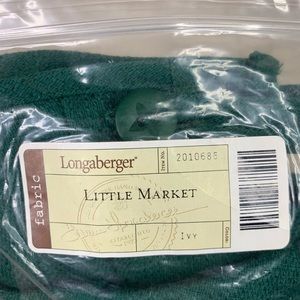 fabric
Longaberger®
Item No.
2010685
LITTLE MARKET
IVY
Color: